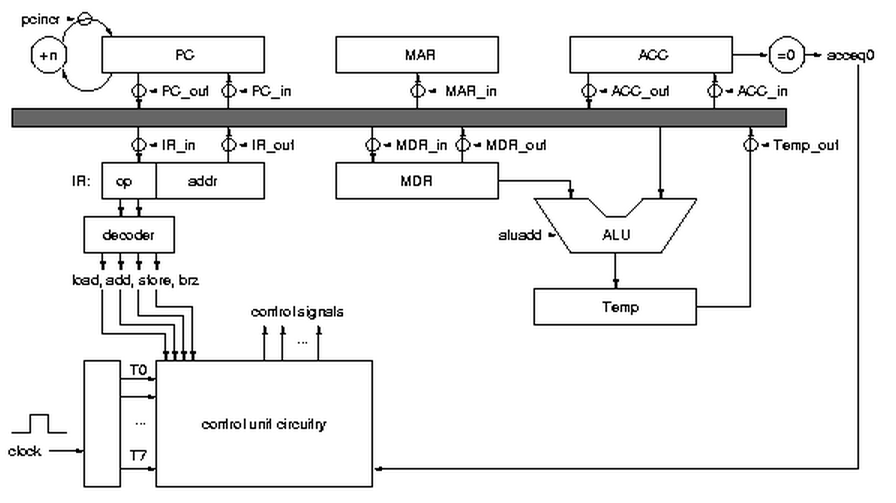 pcincr
+n
PC
MAR
ACC
=0
acceq0
PC_out
PC_in
MAR_in
ACC_out
ACC_in
IR_in
IR_out
MDR_in
MDR_out
Temp_out
IR:
op
addr
MDR
decoder
aluadd
ALU
load, add, store, brz
Temp
control signals
...
T0
...
control unit circuitry
clock
T7